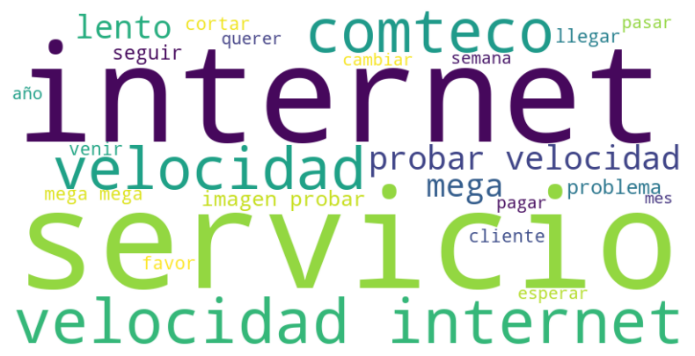 cortar
pasar
lento
comteco
querer
llegar
seguir
cambiar
semana
internet
año
venir
velocidad
probar velocidad
mega
problema
mega mega
imagen probar
pagar
mes
servicio
cliente
favor
esperar
velocidad internet